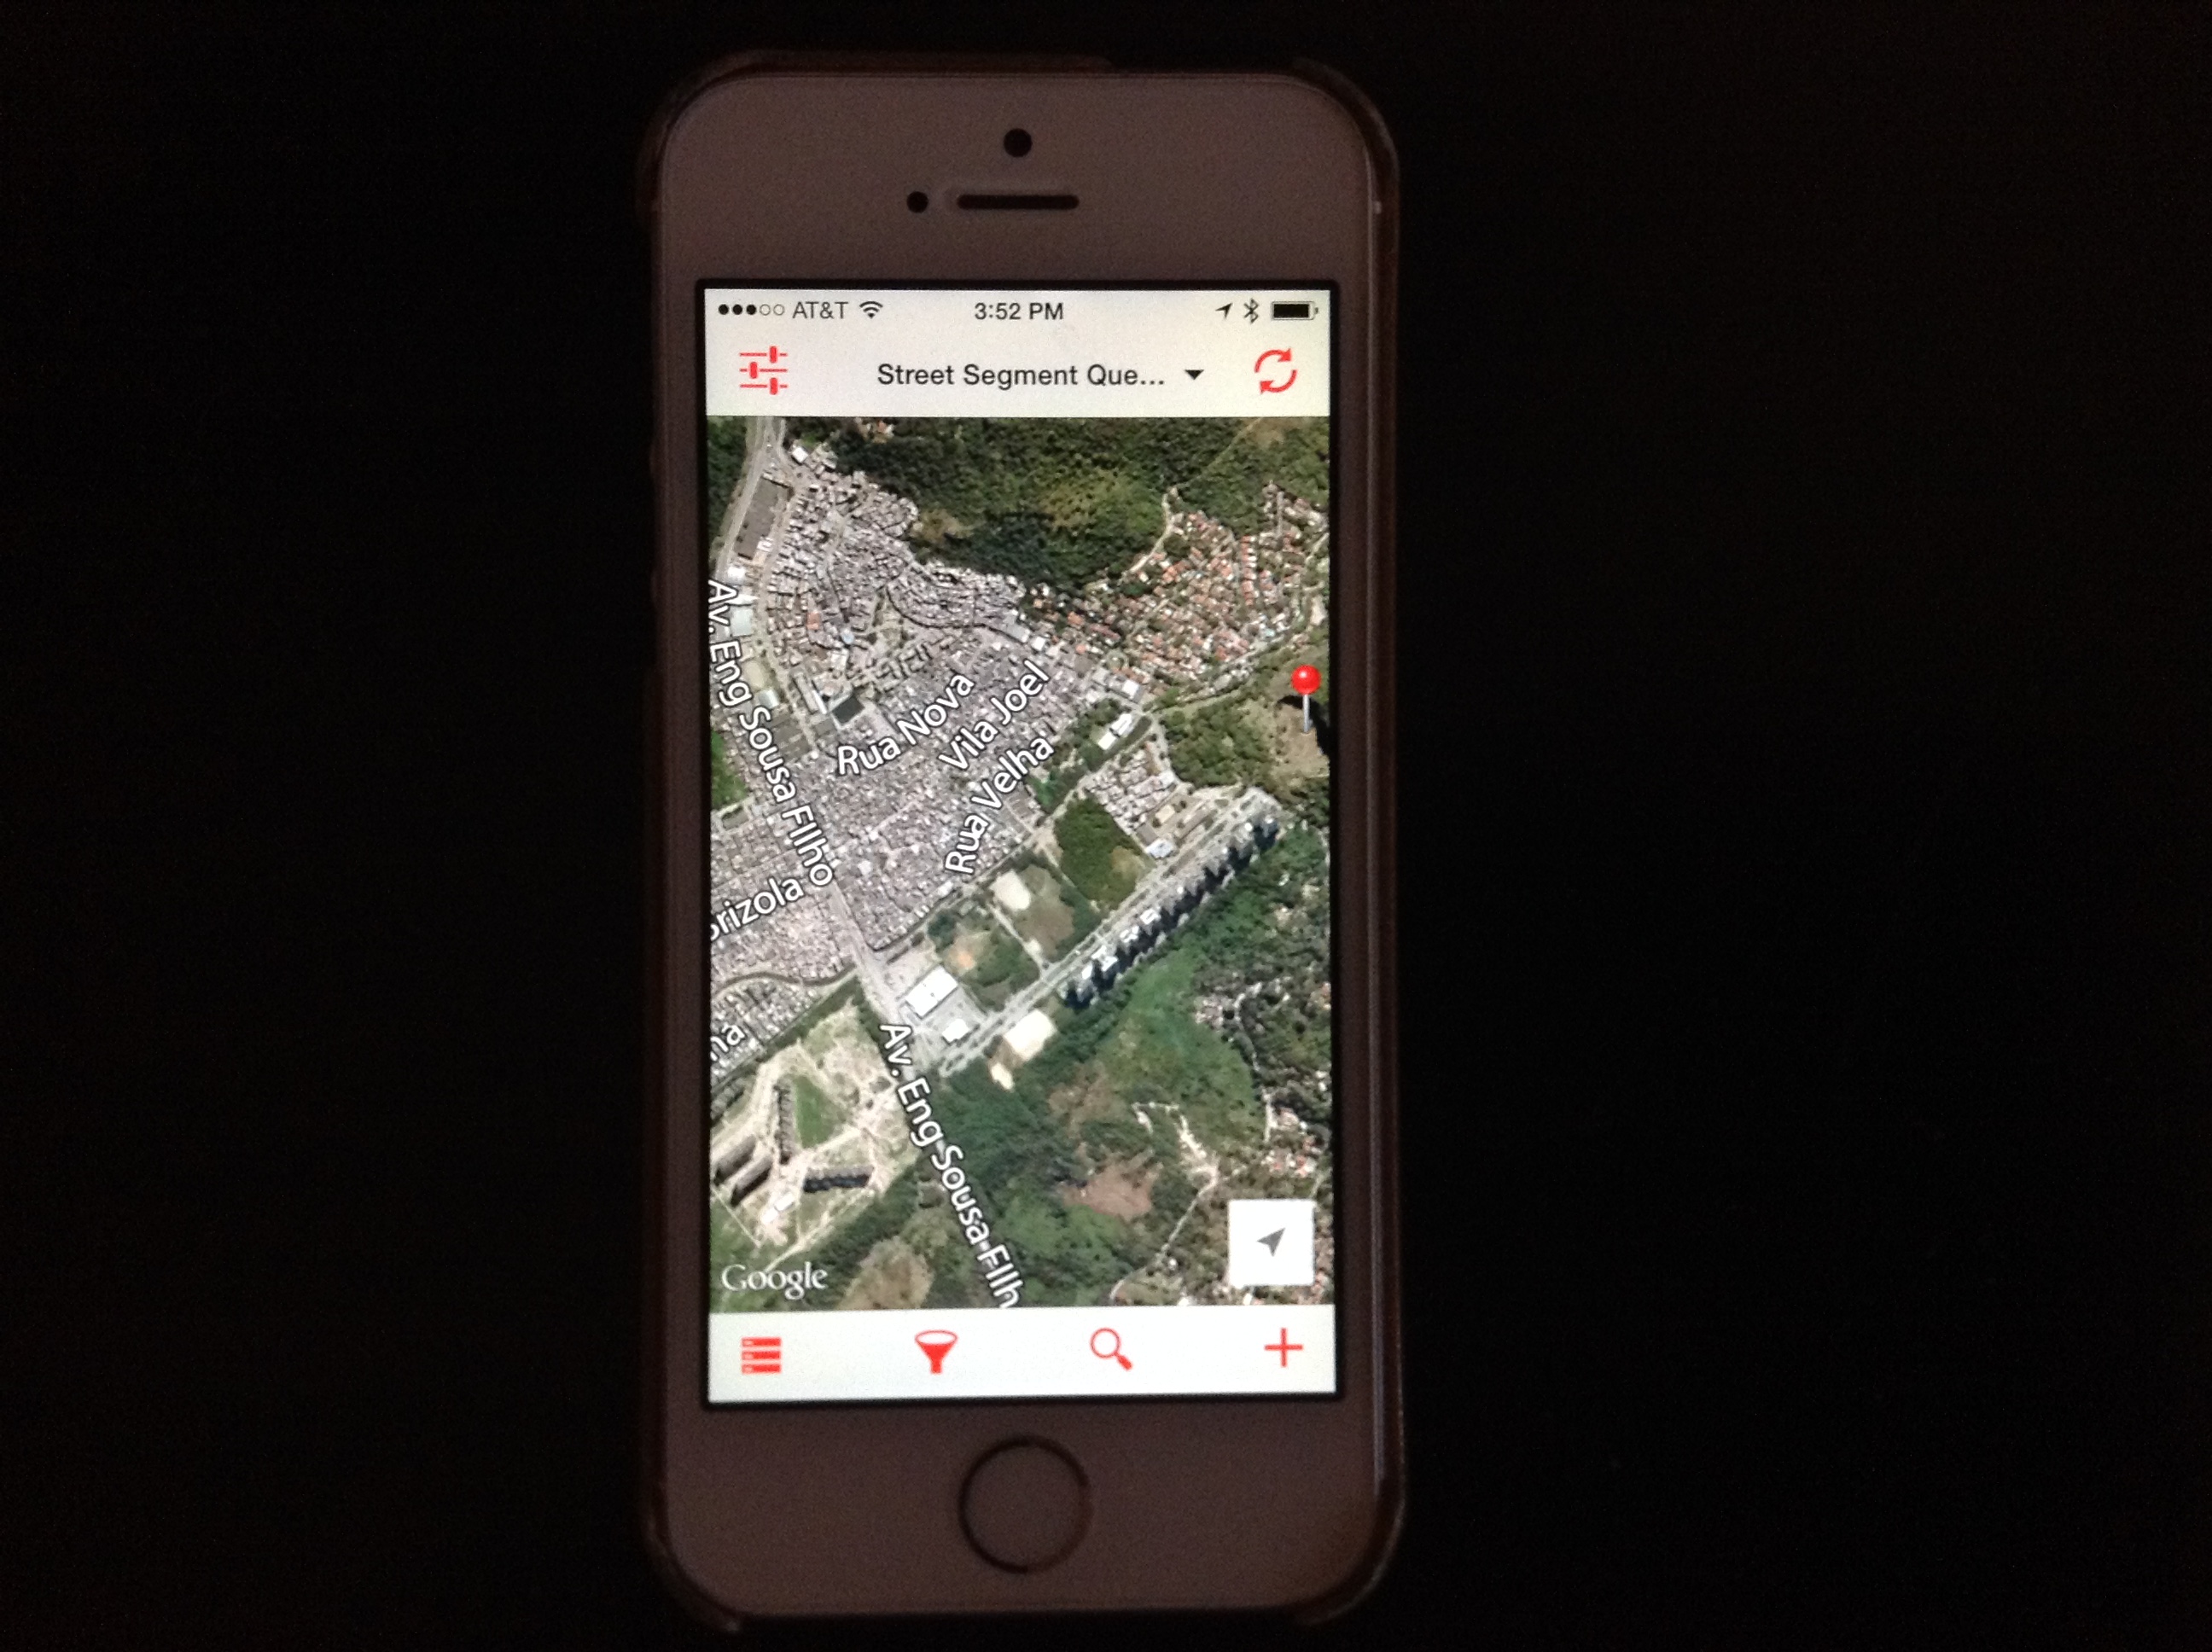 AT&T 3:52 PM
Street Segment Que...
Av. Eng Sousa FIlho
Rua Nova
Vila Joel
Rua Velha
orizola
na
Av. Eng Sousa FIlh
Google